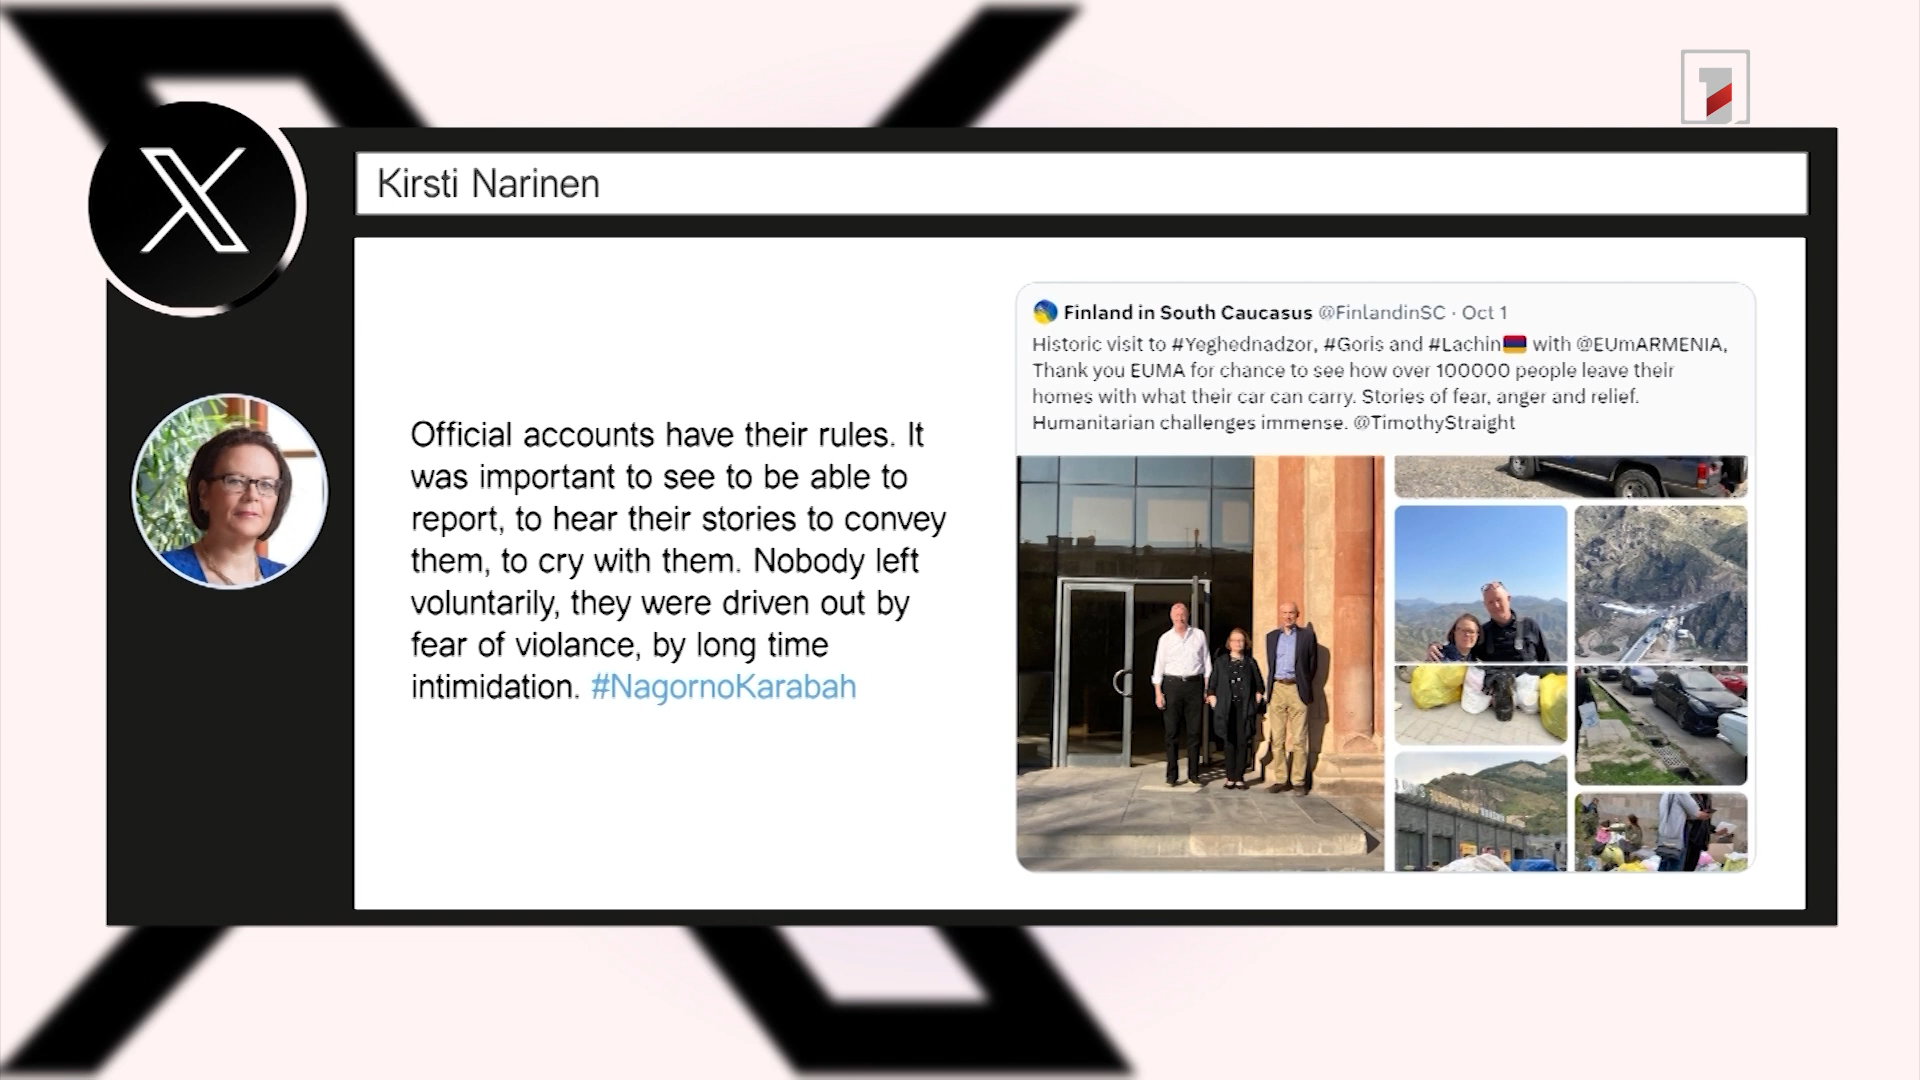 Kirsti Narinen
Official accounts have their rules. It
was important to see to be able to
report, to hear their stories to convey
them, to cry with them. Nobody left
voluntarily, they were driven out by
fear of violance, by long time
intimidation. #NagornoKarabah
Finland in South Caucasus @FinlandinSC · Oct 1
Historic visit to #Yeghednadzor, #Goris and #Lachin🇦🇲 with @EUmARMENIA,
Thank you EUMA for chance to see how over 100000 people leave their
homes with what their car can carry. Stories of fear, anger and relief.
Humanitarian challenges immense. @TimothyStraight